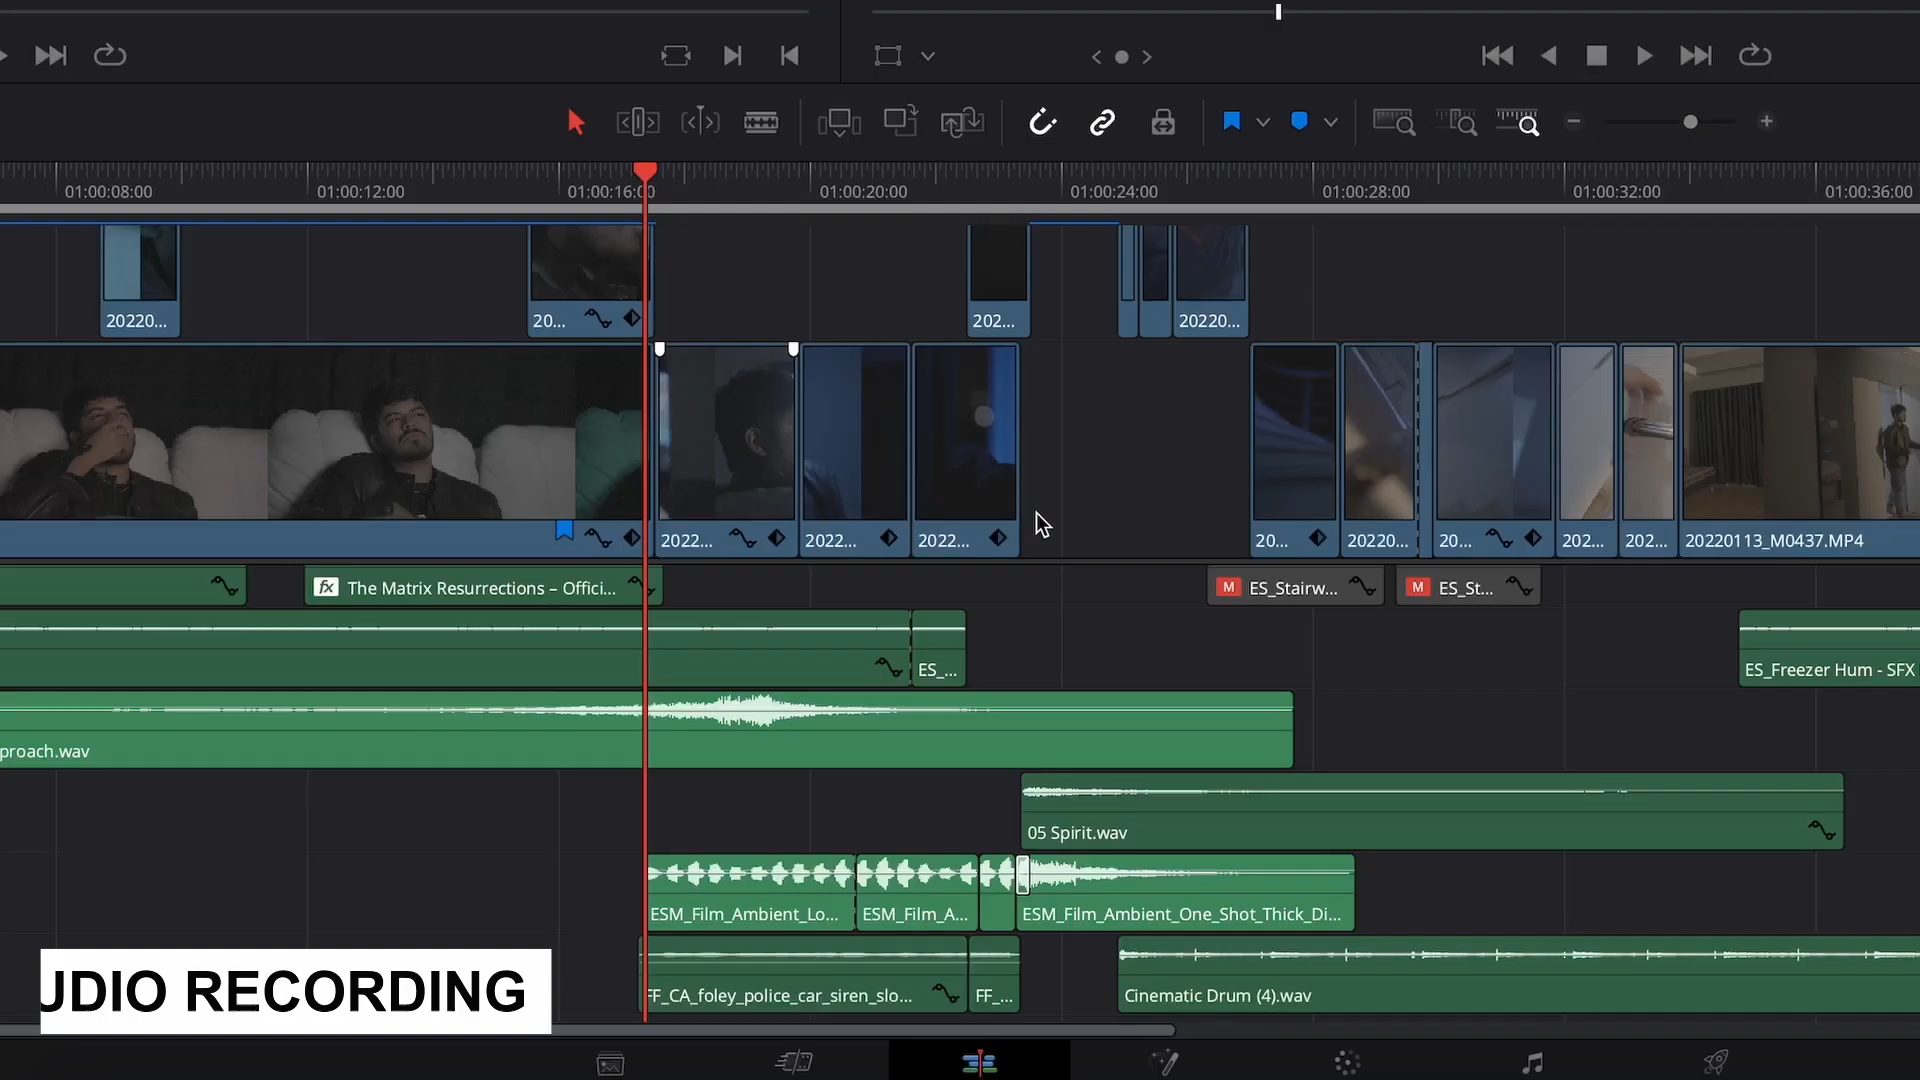 01:00:08:00 01:00:12:00 01:00:16:00 01:00:20:00 01:00:24:00 01:00:28:00 01:00:32:00 01:00:36:00
20220... 20... 202... 20220...
2022... 2022... 2022... 20... 20220... 20... 202... 202... 20220113_M0437.MP4
fx The Matrix Resurrections – Offici... M ES_Stairw... M ES_St...
ES_... ES_Freezer Hum - SFX
proach.wav
05 Spirit.wav
ESM_Film_Ambient_Lo... ESM_Film_A... ESM_Film_Ambient_One_Shot_Thick_Di...
FF_CA_foley_police_car_siren_slo... FF_... Cinematic Drum (4).wav
UDIO RECORDING